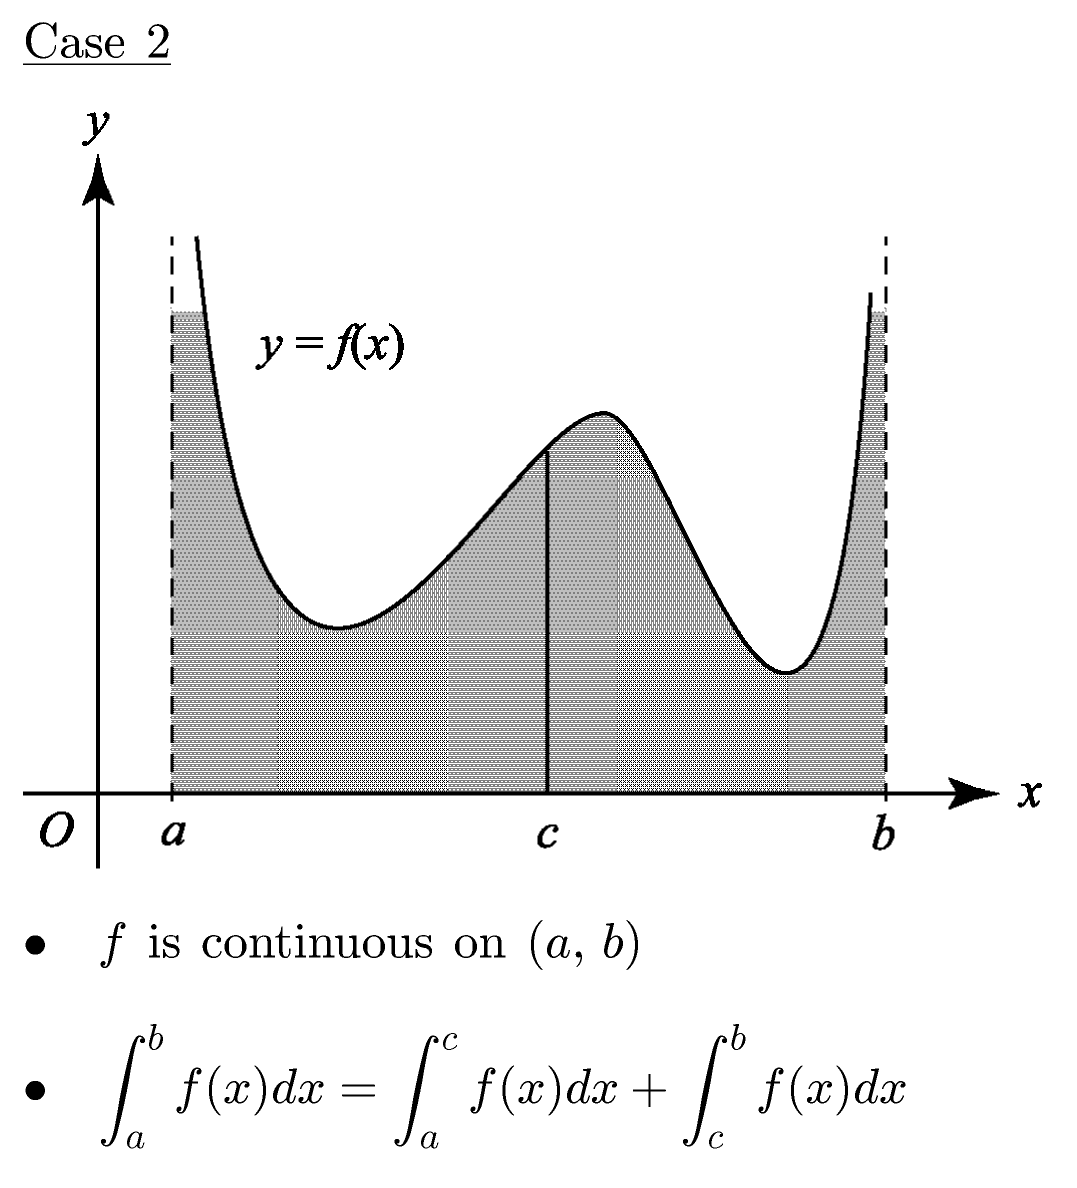 Case 2
y
y = f(x)
O a c b x
• f is continuous on (a, b)
• ∫_a^b f(x)dx = ∫_a^c f(x)dx + ∫_c^b f(x)dx